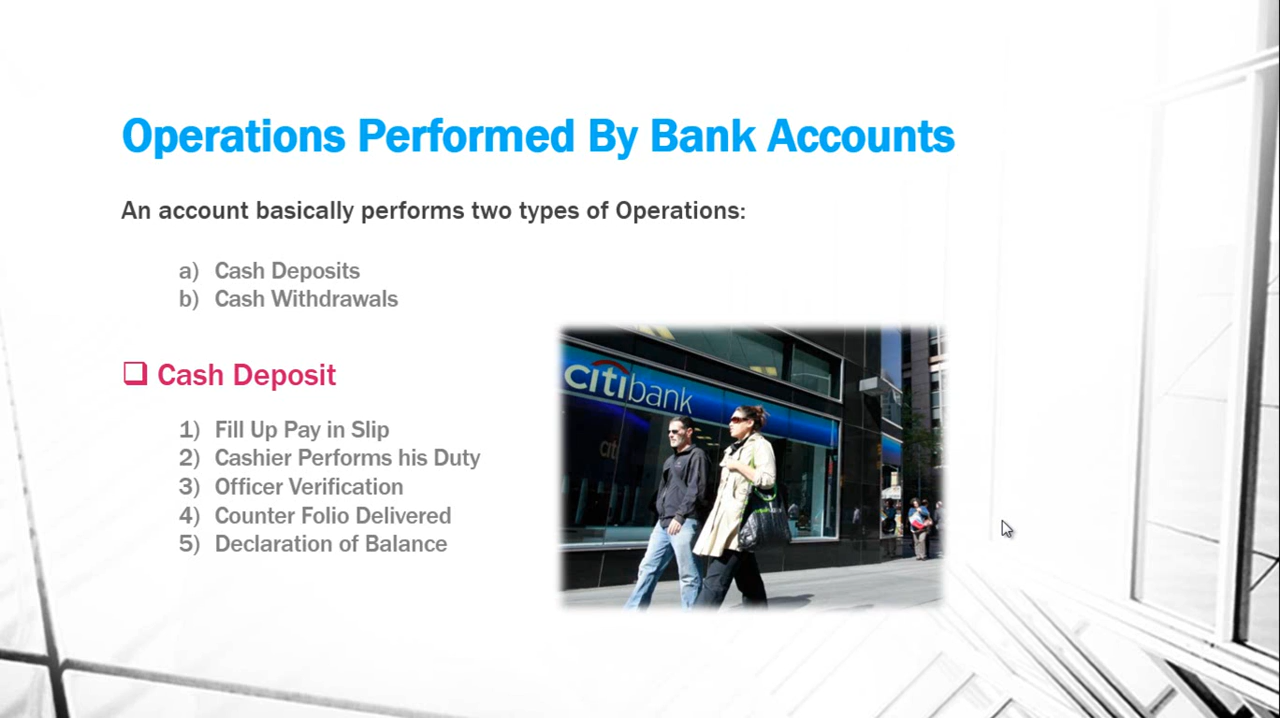 Operations Performed By Bank Accounts
An account basically performs two types of Operations:
a) Cash Deposits
b) Cash Withdrawals
Cash Deposit
1) Fill Up Pay in Slip
2) Cashier Performs his Duty
3) Officer Verification
4) Counter Folio Delivered
5) Declaration of Balance
citibank
citi